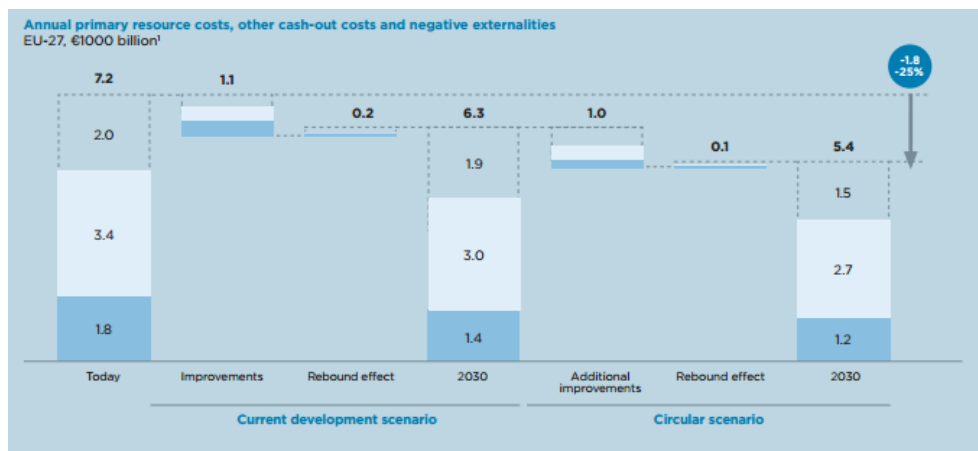 Annual primary resource costs, other cash-out costs and negative externalities
EU-27, €1000 billion¹
-1.8
-25%
7.2
1.1
0.2
6.3
1.0
0.1
5.4
2.0
1.9
1.5
3.4
3.0
2.7
1.8
1.4
1.2
Today
Improvements
Rebound effect
2030
Additional
improvements
Rebound effect
2030
Current development scenario
Circular scenario